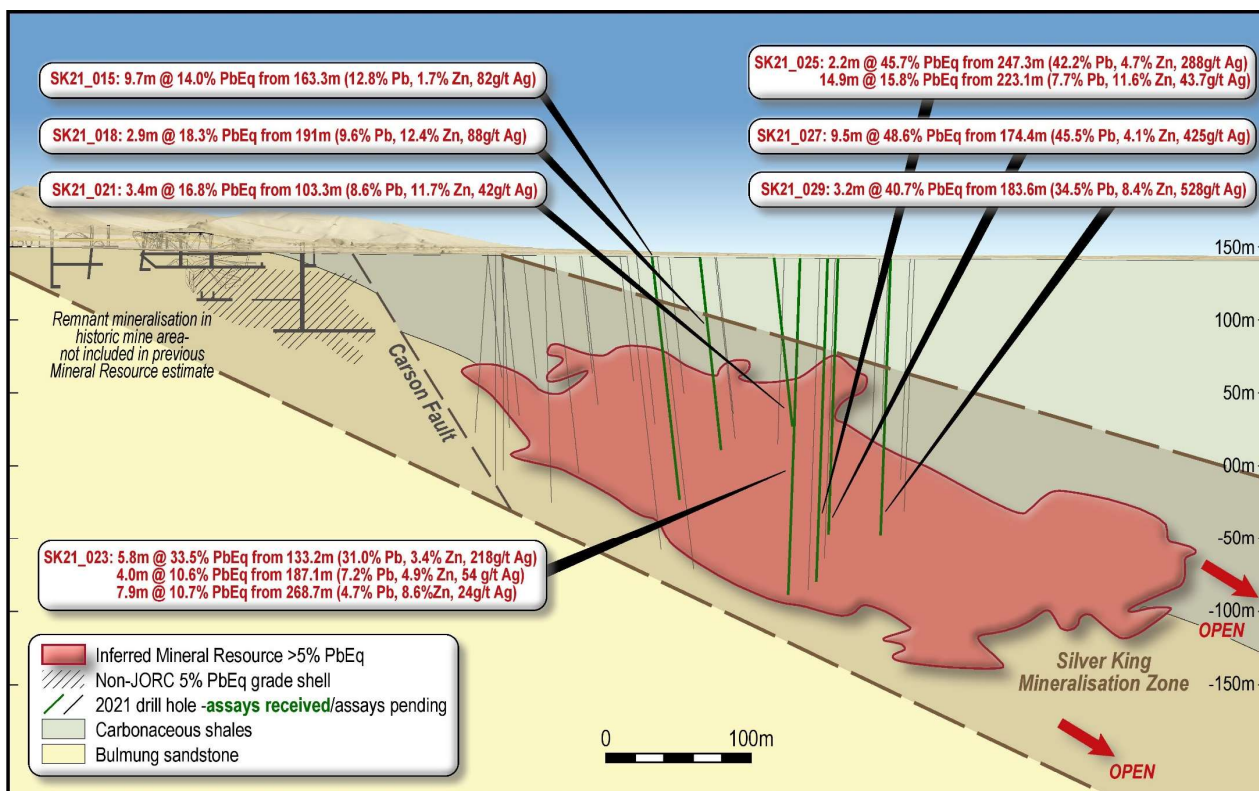 SK21_015: 9.7m @ 14.0% PbEq from 163.3m (12.8% Pb, 1.7% Zn, 82g/t Ag)
SK21_018: 2.9m @ 18.3% PbEq from 191m (9.6% Pb, 12.4% Zn, 88g/t Ag)
SK21_021: 3.4m @ 16.8% PbEq from 103.3m (8.6% Pb, 11.7% Zn, 42g/t Ag)
SK21_025: 2.2m @ 45.7% PbEq from 247.3m (42.2% Pb, 4.7% Zn, 288g/t Ag)
14.9m @ 15.8% PbEq from 223.1m (7.7% Pb, 11.6% Zn, 43.7g/t Ag)
SK21_027: 9.5m @ 48.6% PbEq from 174.4m (45.5% Pb, 4.1% Zn, 425g/t Ag)
SK21_029: 3.2m @ 40.7% PbEq from 183.6m (34.5% Pb, 8.4% Zn, 528g/t Ag)
150m
100m
50m
00m
-50m
-100m
-150m
Remnant mineralisation in
historic mine area-
not included in previous
Mineral Resource estimate
Carson Fault
SK21_023: 5.8m @ 33.5% PbEq from 133.2m (31.0% Pb, 3.4% Zn, 218g/t Ag)
4.0m @ 10.6% PbEq from 187.1m (7.2% Pb, 4.9% Zn, 54 g/t Ag)
7.9m @ 10.7% PbEq from 268.7m (4.7% Pb, 8.6%Zn, 24g/t Ag)
OPEN
Silver King
Mineralisation Zone
OPEN
Inferred Mineral Resource >5% PbEq
Non-JORC 5% PbEq grade shell
2021 drill hole -assays received/assays pending
Carbonaceous shales
Bulmung sandstone
0 100m